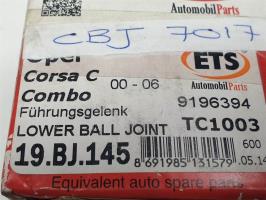 AutomobilParts
AutomobilParts
CBJ 7017
Opel
ETS
Corsa C 00 - 06
Combo
9196394
Führungsgelenk
LOWER BALL JOINT TC1003
19.BJ.145
600
8 691985 131579
.05.14
Equivalent auto spare parts